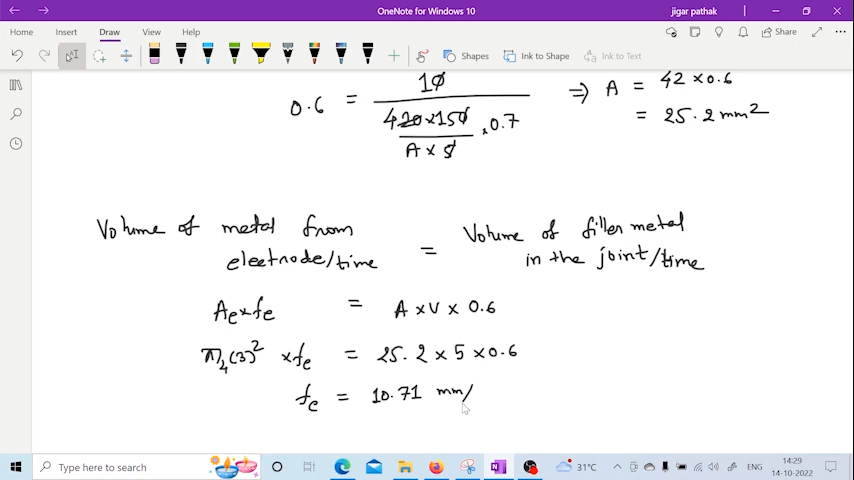 OneNote for Windows 10
jigar pathak
Home Insert Draw View Help
Share
Shapes
Ink to Shape
Ink to Text
0.6 = 10 / (420 × 150 / A × 5 × 0.7) ⇒ A = 42 × 0.6
= 25.2 mm²
Volume of metal from electrode/time = Volume of filler metal in the joint/time
Ae × fe = A × V × 0.6
π/4 (3)² × fe = 25.2 × 5 × 0.6
fe = 10.71 mm/
Type here to search
31°C
ENG
14:29
14-10-2022